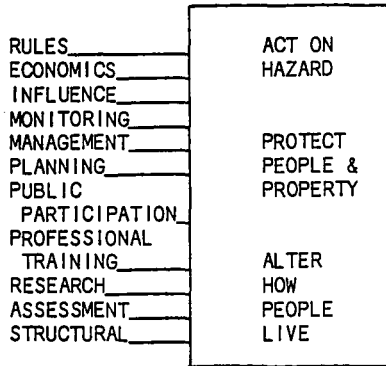 RULES
ECONOMICS
INFLUENCE
MONITORING
MANAGEMENT
PLANNING
PUBLIC
PARTICIPATION
PROFESSIONAL
TRAINING
RESEARCH
ASSESSMENT
STRUCTURAL
ACT ON
HAZARD
PROTECT
PEOPLE &
PROPERTY
ALTER
HOW
PEOPLE
LIVE